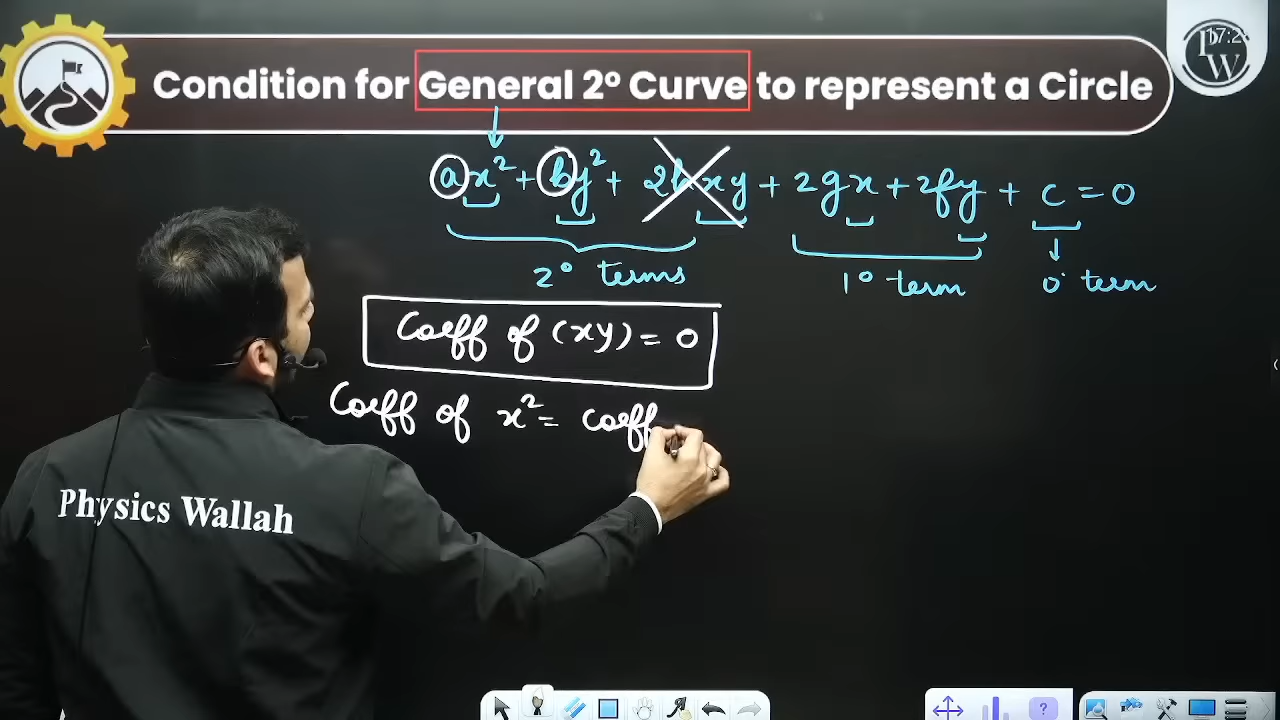 Condition for General 2° Curve to represent a Circle
ax² + by² + 2hxy + 2gx + 2fy + c = 0
2° terms
1° term
0° term
Coeff of (xy) = 0
Coeff of x² = coeff
Physics Wallah
PW